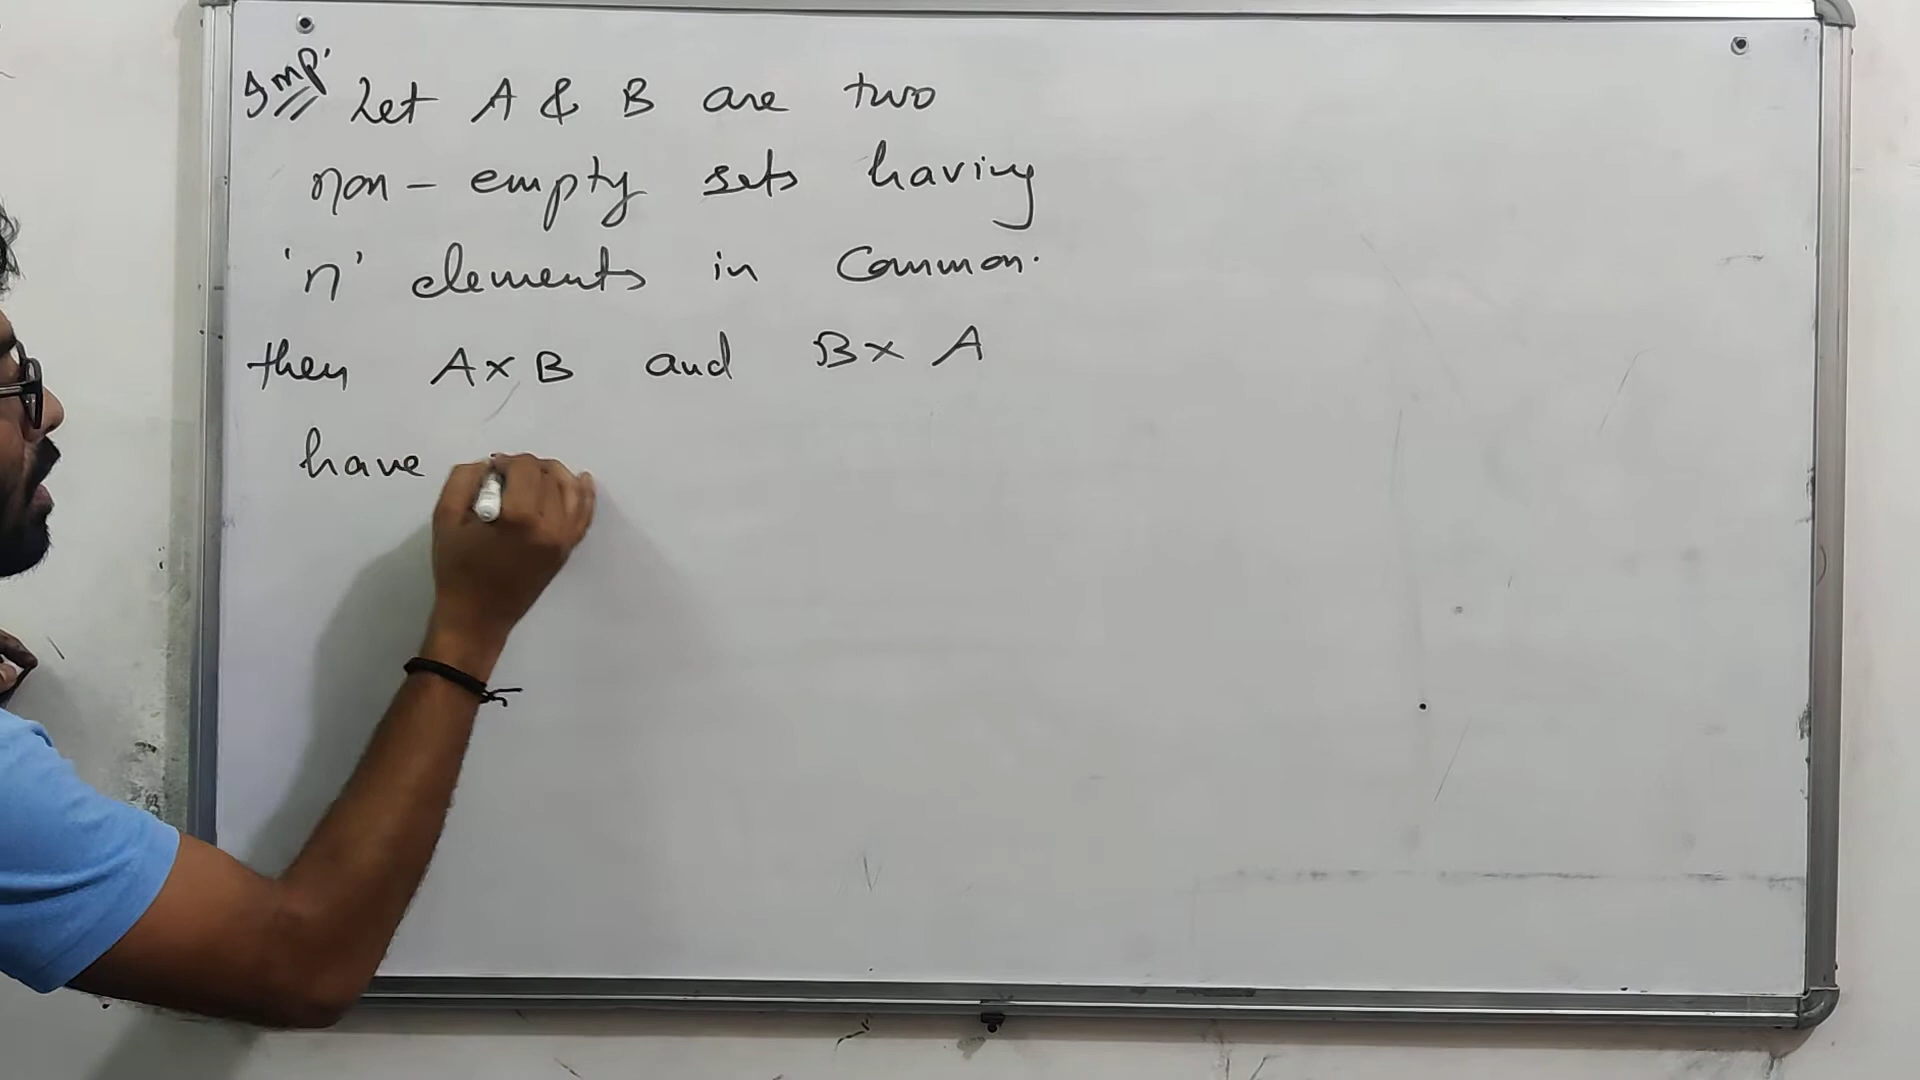 Imp. Let A & B are two
non-empty sets having
'n' elements in Common.
then A×B and B×A
have